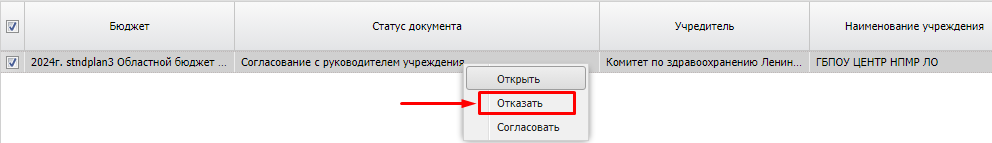 Бюджет Статус документа Учредитель Наименование учреждения
2024г. stndplan3 Областной бюджет ... Согласование с руководителем учреждения Комитет по здравоохранению Ленин... ГБПОУ ЦЕНТР НПМР ЛО
Открыть
Отказать
Согласовать